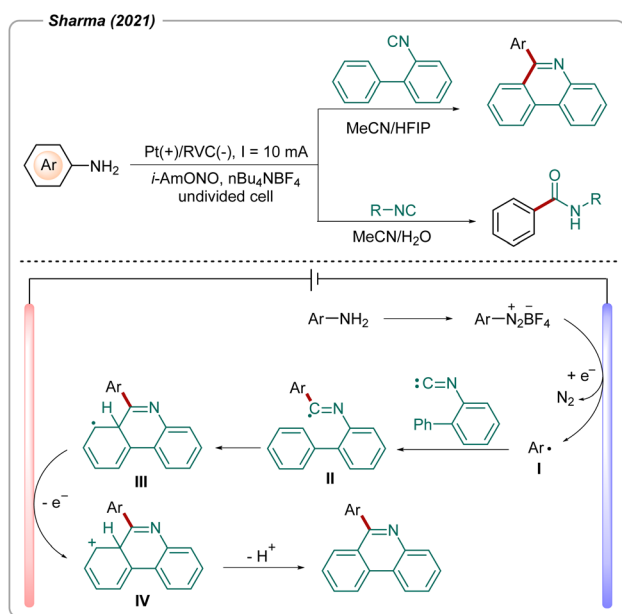 Sharma (2021)
CN
Ar
N
MeCN/HFIP
Ar
NH₂
Pt(+)/RVC(-), I = 10 mA
i-AmONO, nBu₄NBF₄
undivided cell
R–NC
MeCN/H₂O
O
N
H
R
Ar–NH₂
Ar–N₂BF₄
+ −
+ e⁻
N₂
Ar•
I
:C=N
Ph
Ar
C=N
•
II
Ar
H
N
•
III
- e⁻
Ar
H
N
+
IV
- H⁺
Ar
N